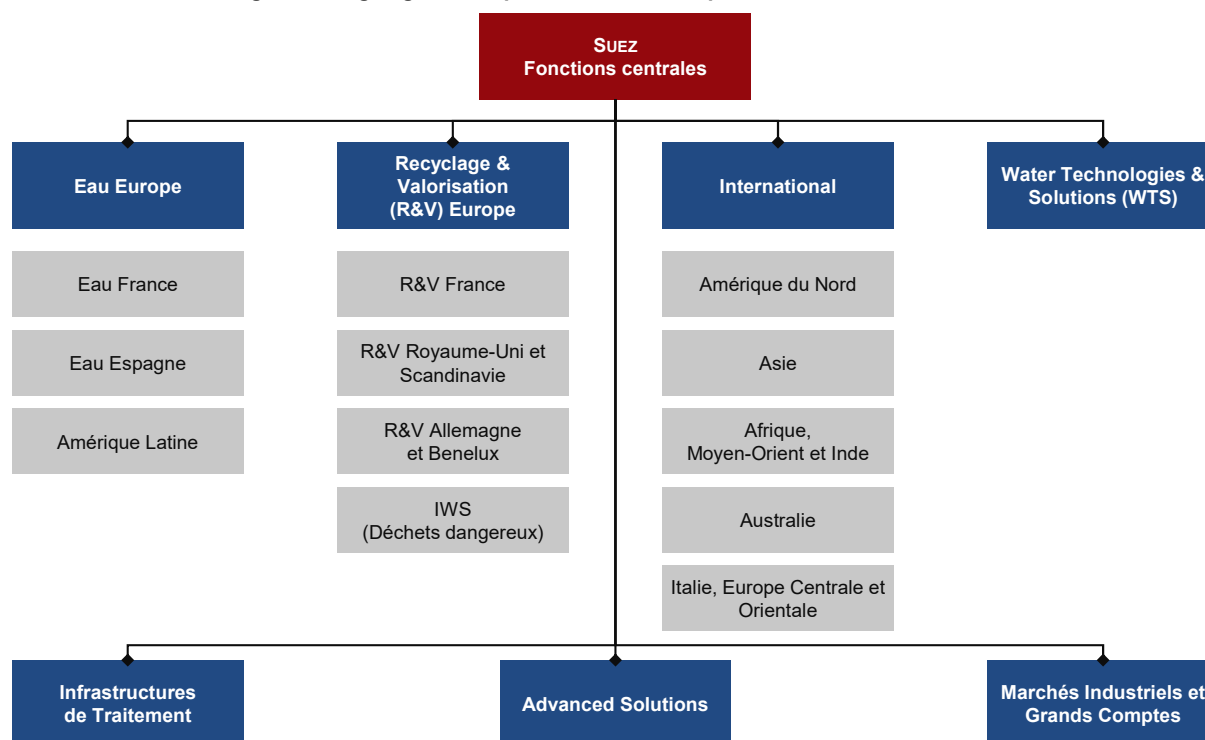 SUEZ
Fonctions centrales
Eau Europe
Recyclage &
Valorisation
(R&V) Europe
International
Water Technologies &
Solutions (WTS)
Eau France
R&V France
Amérique du Nord
Eau Espagne
R&V Royaume-Uni et
Scandinavie
Asie
Amérique Latine
R&V Allemagne
et Benelux
Afrique,
Moyen-Orient et Inde
IWS
(Déchets dangereux)
Australie
Italie, Europe Centrale et
Orientale
Infrastructures
de Traitement
Advanced Solutions
Marchés Industriels et
Grands Comptes